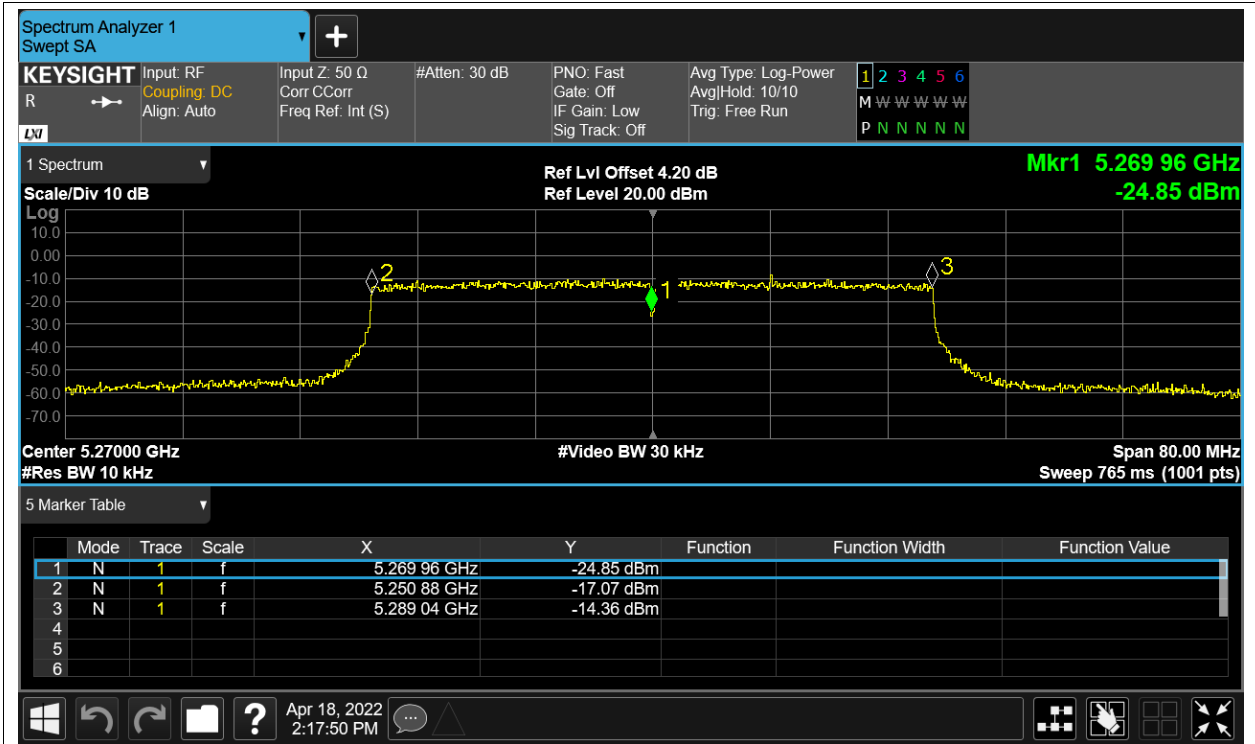 Spectrum Analyzer 1
Swept SA
KEYSIGHT
R
LXI
Input: RF
Coupling: DC
Align: Auto
Input Z: 50 Ω
Corr CCorr
Freq Ref: Int (S)
#Atten: 30 dB
PNO: Fast
Gate: Off
IF Gain: Low
Sig Track: Off
Avg Type: Log-Power
Avg|Hold: 10/10
Trig: Free Run
1 2 3 4 5 6
M W W W W W
P N N N N N
1 Spectrum
Scale/Div 10 dB
Ref Lvl Offset 4.20 dB
Ref Level 20.00 dBm
Mkr1 5.269 96 GHz
-24.85 dBm
Log
10.0
0.00
-10.0
-20.0
-30.0
-40.0
-50.0
-60.0
-70.0
2
1
3
Center 5.27000 GHz
#Video BW 30 kHz
Span 80.00 MHz
#Res BW 10 kHz
Sweep 765 ms (1001 pts)
5 Marker Table
Mode Trace Scale X Y Function Function Width Function Value
1 N 1 f 5.269 96 GHz -24.85 dBm
2 N 1 f 5.250 88 GHz -17.07 dBm
3 N 1 f 5.289 04 GHz -14.36 dBm
4
5
6
?
Apr 18, 2022
2:17:50 PM